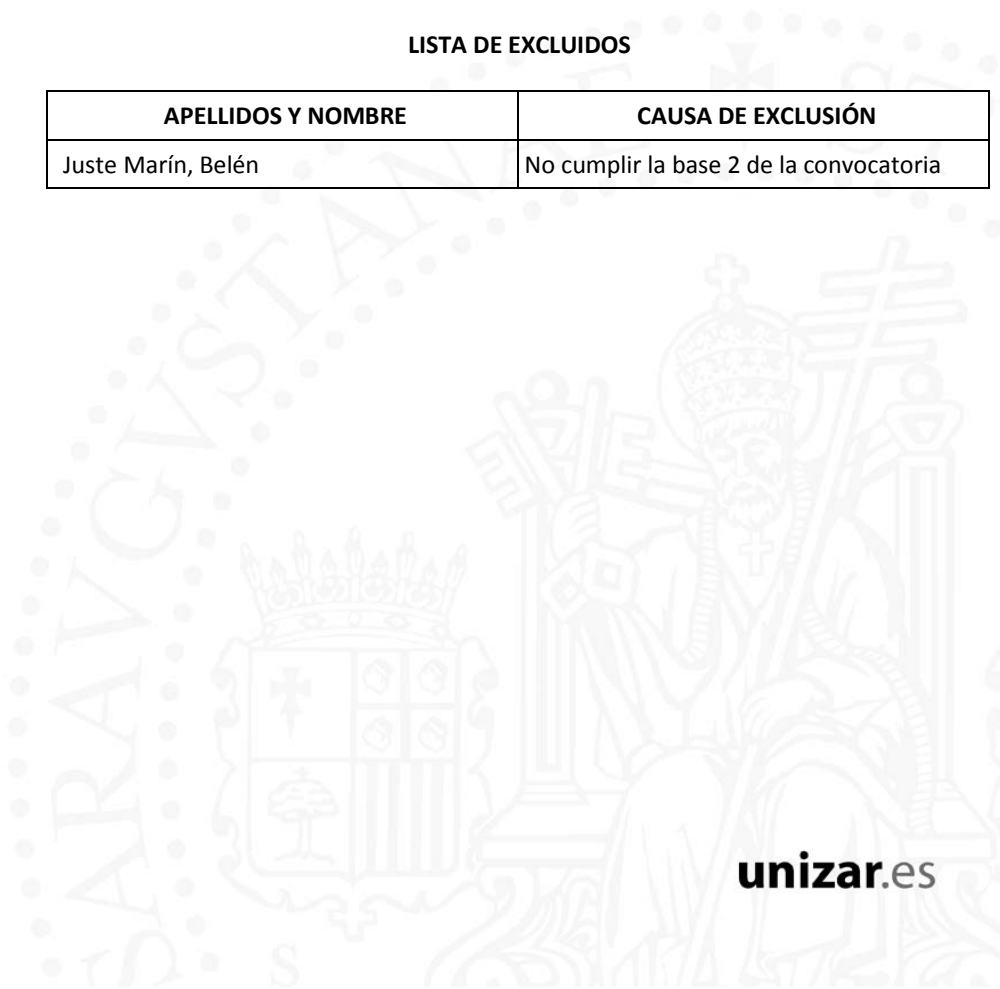 LISTA DE EXCLUIDOS
APELLIDOS Y NOMBRE CAUSA DE EXCLUSIÓN
Juste Marín, Belén No cumplir la base 2 de la convocatoria
unizar.es